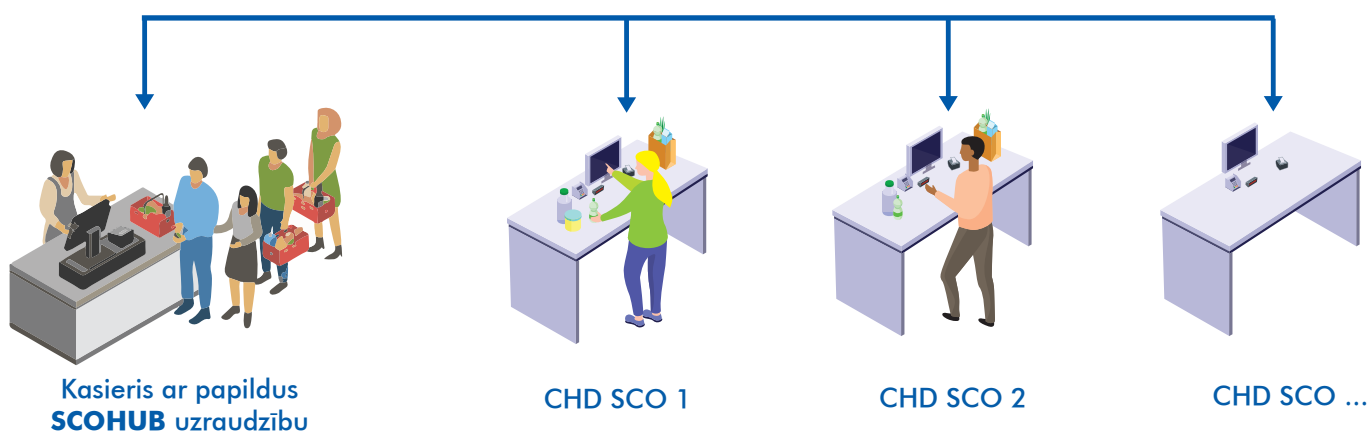 Kasieris ar papildus
SCOHUB uzraudzību
CHD SCO 1
CHD SCO 2
CHD SCO ...